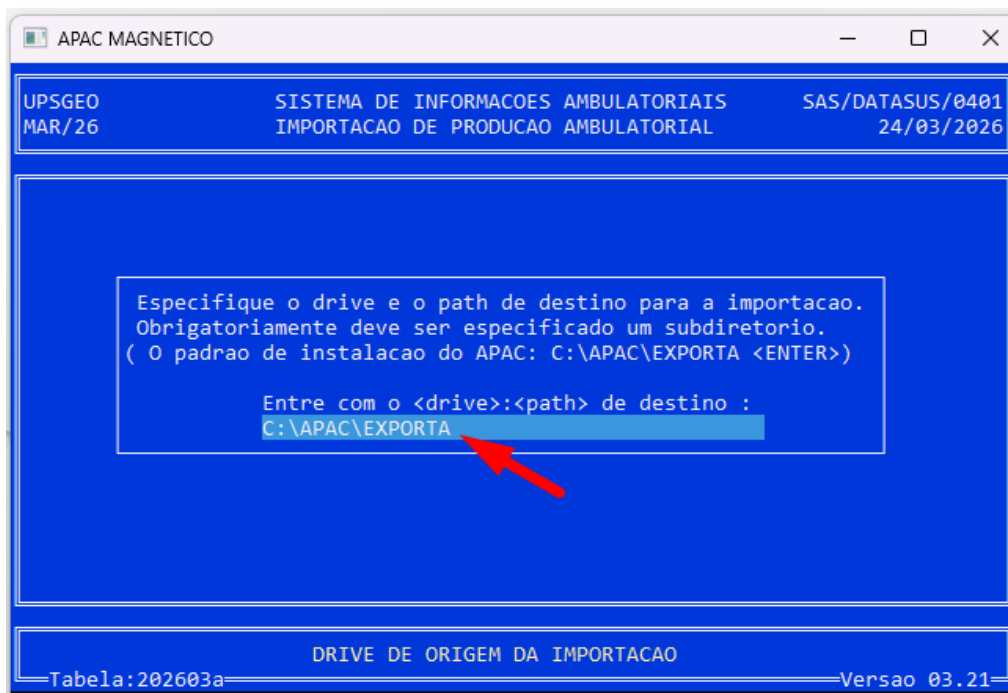 APAC MAGNETICO
UPSGEO SISTEMA DE INFORMACOES AMBULATORIAIS SAS/DATASUS/0401
MAR/26 IMPORTACAO DE PRODUCAO AMBULATORIAL 24/03/2026
Especifique o drive e o path de destino para a importacao.
Obrigatoriamente deve ser especificado um subdiretorio.
( O padrao de instalacao do APAC: C:\APAC\EXPORTA <ENTER>)
Entre com o <drive>:<path> de destino :
C:\APAC\EXPORTA
DRIVE DE ORIGEM DA IMPORTACAO
Tabela:202603a Versao 03.21